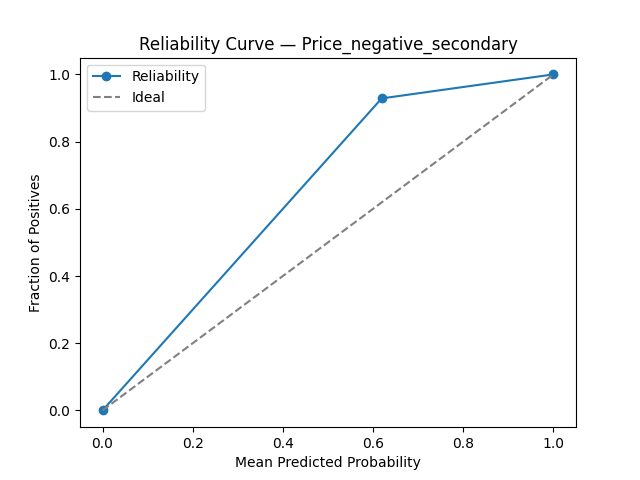 Reliability Curve — Price_negative_secondary
Reliability
Ideal
Fraction of Positives
1.0
0.8
0.6
0.4
0.2
0.0
0.0 0.2 0.4 0.6 0.8 1.0
Mean Predicted Probability